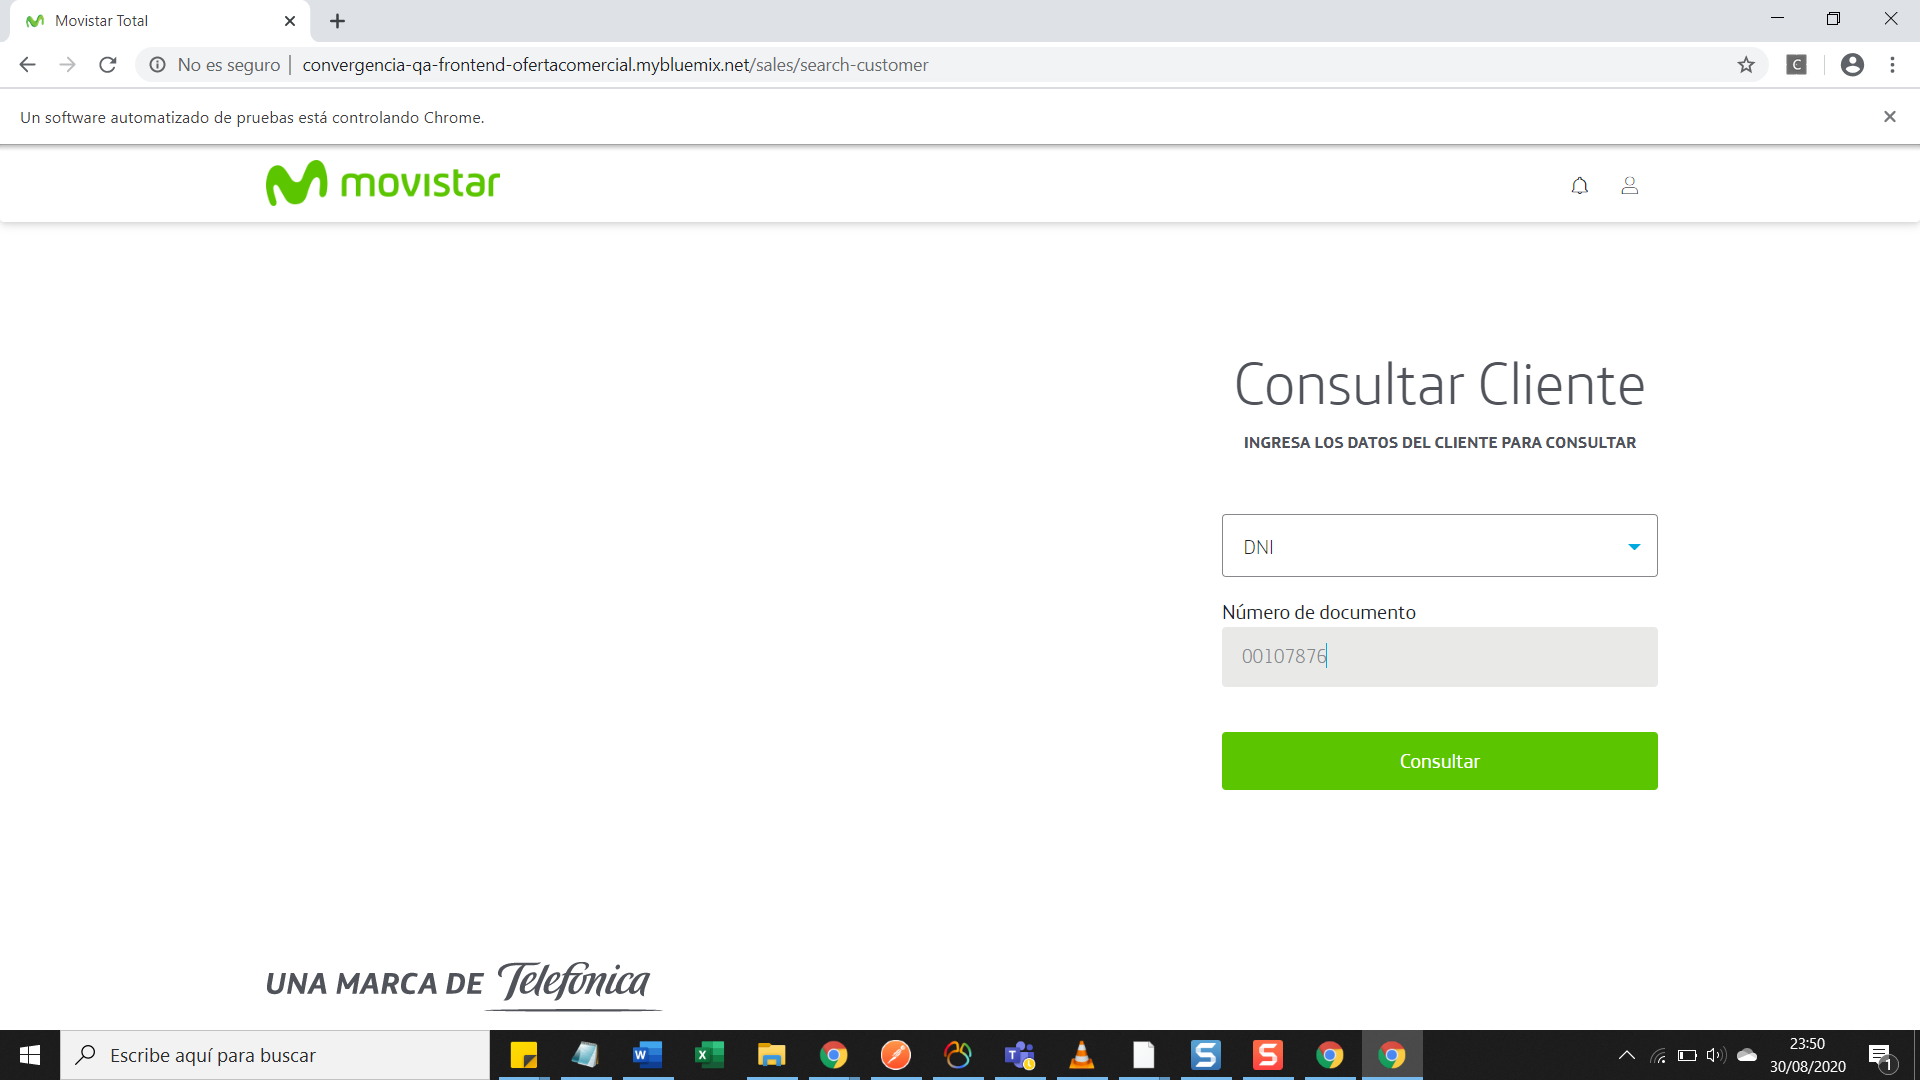 Movistar Total
No es seguro | convergencia-qa-frontend-ofertacomercial.mybluemix.net/sales/search-customer
C
Un software automatizado de pruebas está controlando Chrome.
movistar
Consultar Cliente
INGRESA LOS DATOS DEL CLIENTE PARA CONSULTAR
DNI
Número de documento
00107876
Consultar
UNA MARCA DE Telefónica
Escribe aquí para buscar
23:50
30/08/2020
1